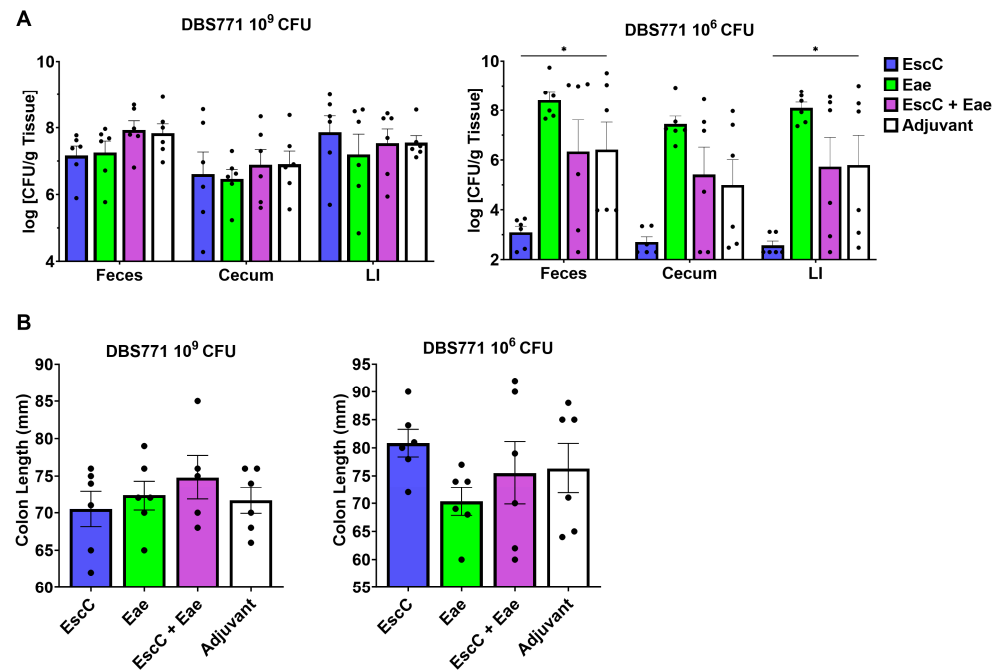 A
DBS771 10⁹ CFU
log [CFU/g Tissue]
10
8
6
4
Feces Cecum LI
DBS771 10⁶ CFU
log [CFU/g Tissue]
10
8
6
4
2
* *
Feces Cecum LI
EscC
Eae
EscC + Eae
Adjuvant
B
DBS771 10⁹ CFU
Colon Length (mm)
90
85
80
75
70
65
60
EscC Eae EscC + Eae Adjuvant
DBS771 10⁶ CFU
Colon Length (mm)
95
90
85
80
75
70
65
60
55
EscC Eae EscC + Eae Adjuvant